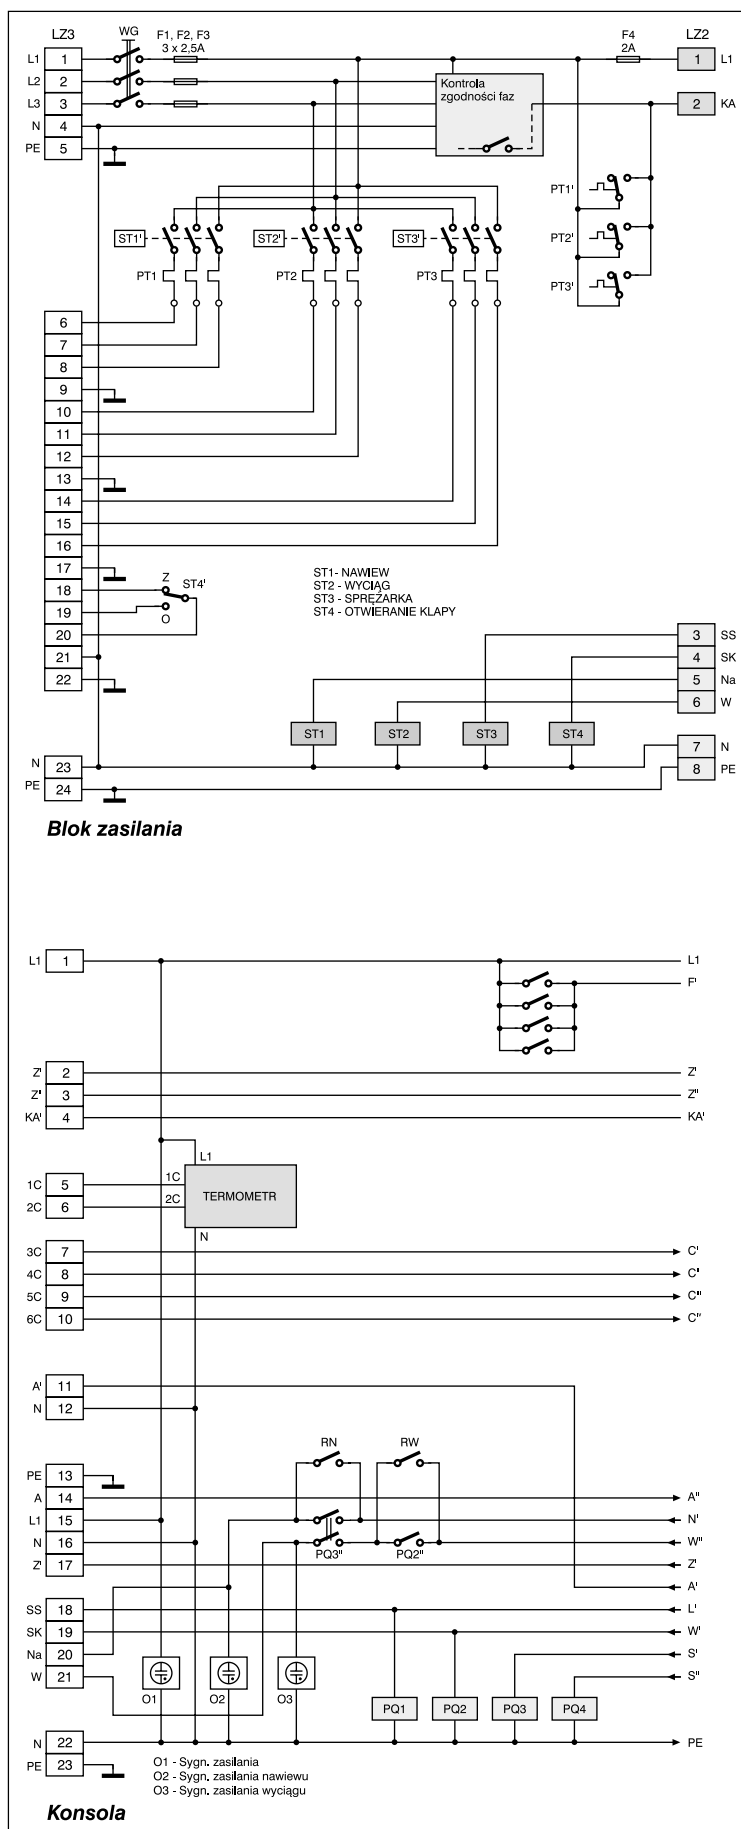 LZ3 WG F1, F2, F3 F4 LZ2
3 x 2,5A 2A
L1 1 1 L1
L2 2
L3 3 2 KA
N 4
PE 5
Kontrola
zgodności faz
PT1'
PT2'
PT3'
ST1' ST2' ST3'
PT1 PT2 PT3
6
7
8
9
10
11
12
13
14
15
16
17
18 Z ST4'
19 O
20
21
22
ST1- NAWIEW
ST2 - WYCIĄG
ST3 - SPRĘŻARKA
ST4 - OTWIERANIE KLAPY
3 SS
4 SK
5 Na
6 W
ST1 ST2 ST3 ST4
7 N
8 PE
N 23
PE 24
Blok zasilania
L1 1 L1
F'
Z' 2 Z'
Z" 3 Z"
KA' 4 KA'
L1
1C 5 1C
2C 6 2C
TERMOMETR
N
3C 7 C'
4C 8 C"
5C 9 C'"
6C 10 C""
A' 11
N 12
RN RW
PE 13
A 14 A"
L1 15 N'
N 16 W"
PQ3" PQ2"
Z' 17 Z'
A'
SS 18 L'
SK 19 W'
Na 20 S'
W 21 S"
O1 O2 O3
PQ1 PQ2 PQ3 PQ4
N 22 PE
PE 23
O1 - Sygn. zasilania
O2 - Sygn. zasilania nawiewu
O3 - Sygn. zasilania wyciągu
Konsola